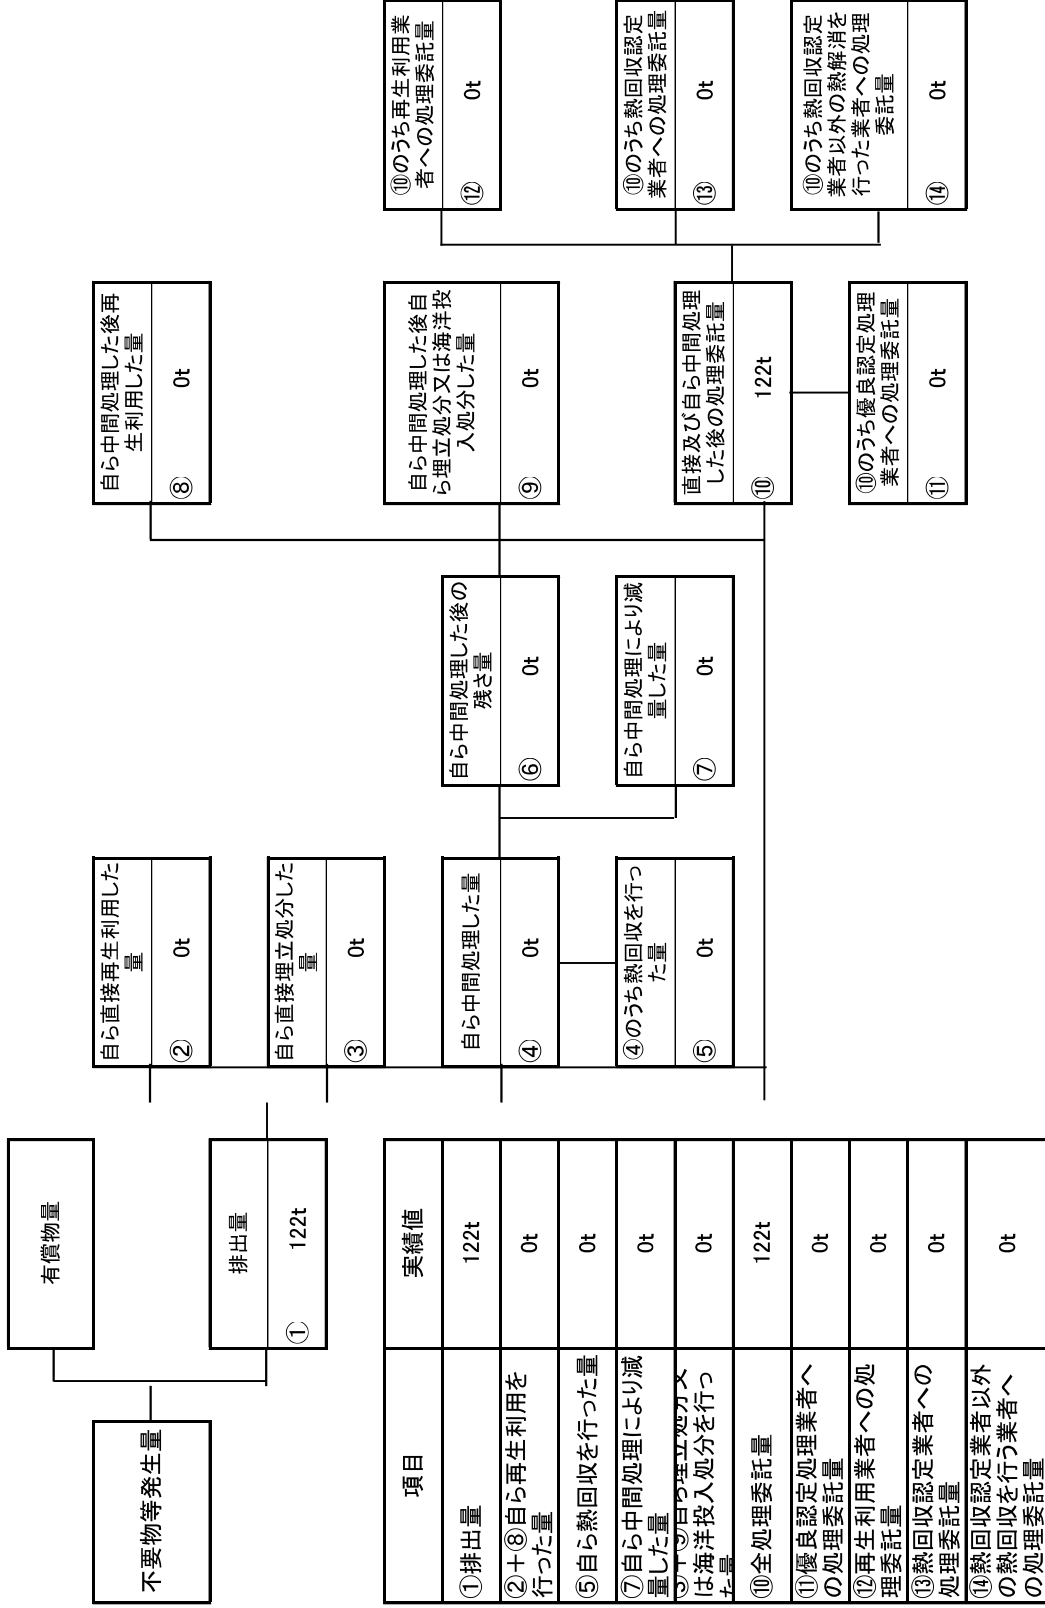 不要物等発生量
有償物量
排出量
①
122t
自ら直接再生利用した
量
②
0t
自ら直接埋立処分した
量
③
0t
自ら中間処理した量
④
0t
④のうち熱回収を行っ
た量
⑤
0t
自ら中間処理した後の
残さ量
⑥
0t
自ら中間処理により減
量した量
⑦
0t
自ら中間処理した後再
生利用した量
⑧
0t
自ら中間処理した後自
ら埋立処分又は海洋投
入処分した量
⑨
0t
直接及び自ら中間処理
した後の処理委託量
⑩
122t
⑩のうち優良認定処理
業者への処理委託量
⑪
0t
⑩のうち再生利用業
者への処理委託量
⑫
0t
⑩のうち熱回収認定
業者への処理委託量
⑬
0t
⑩のうち熱回収認定
業者以外の熱解消を
行った業者への処理
委託量
⑭
0t
項目
実績値
①排出量
122t
②＋⑧自ら再生利用を
行った量
0t
⑤自ら熱回収を行った量
0t
⑦自ら中間処理により減
量した量
0t
③＋⑨自ら埋立処分又
は海洋投入処分を行っ
た量
0t
⑩全処理委託量
122t
⑪優良認定処理業者へ
の処理委託量
0t
⑫再生利用業者への処
理委託量
0t
⑬熱回収認定業者への
処理委託量
0t
⑭熱回収認定業者以外
の熱回収を行う業者へ
の処理委託量
0t